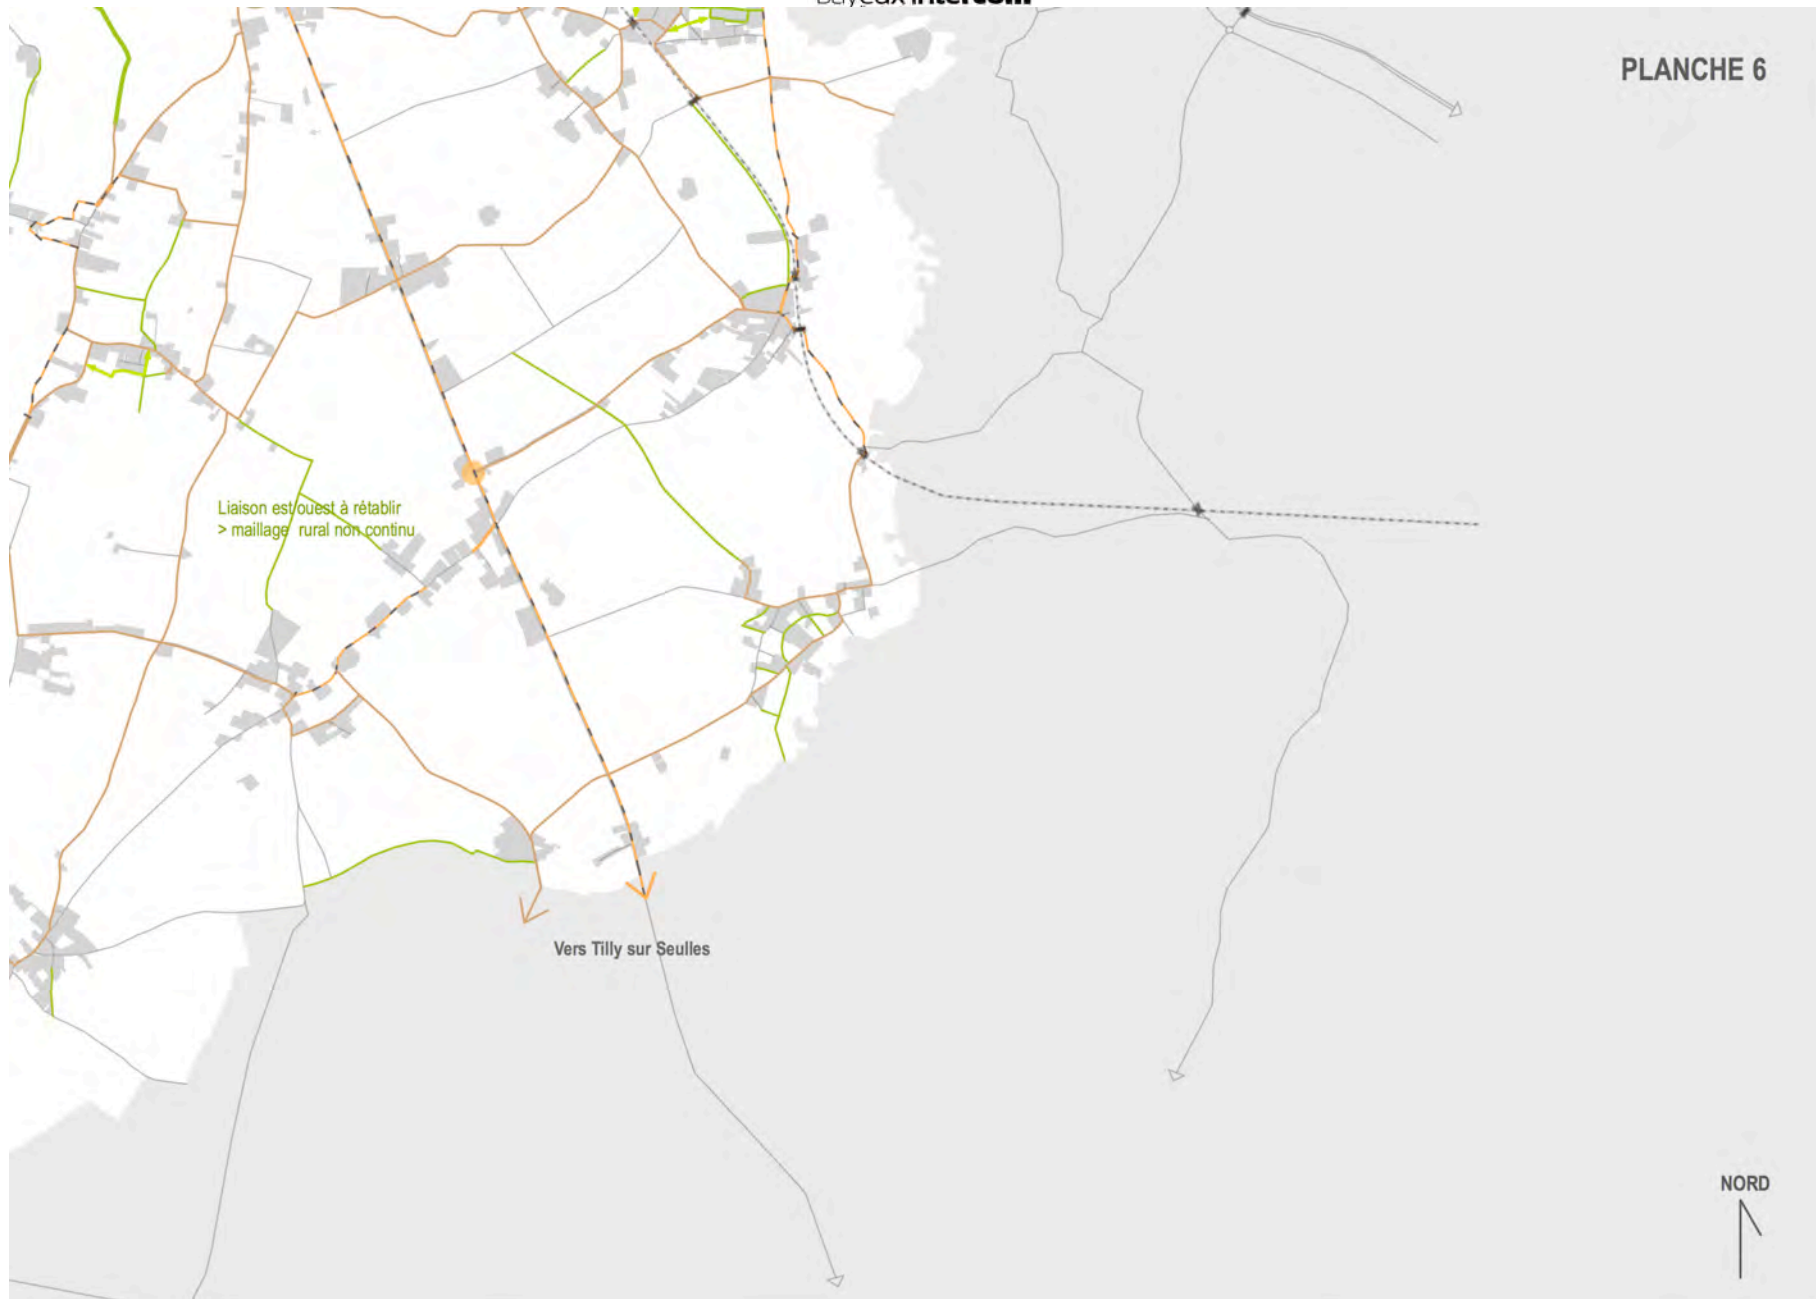 PLANCHE 6
Liaison est ouest à rétablir
> maillage rural non continu
Vers Tilly sur Seulles
NORD